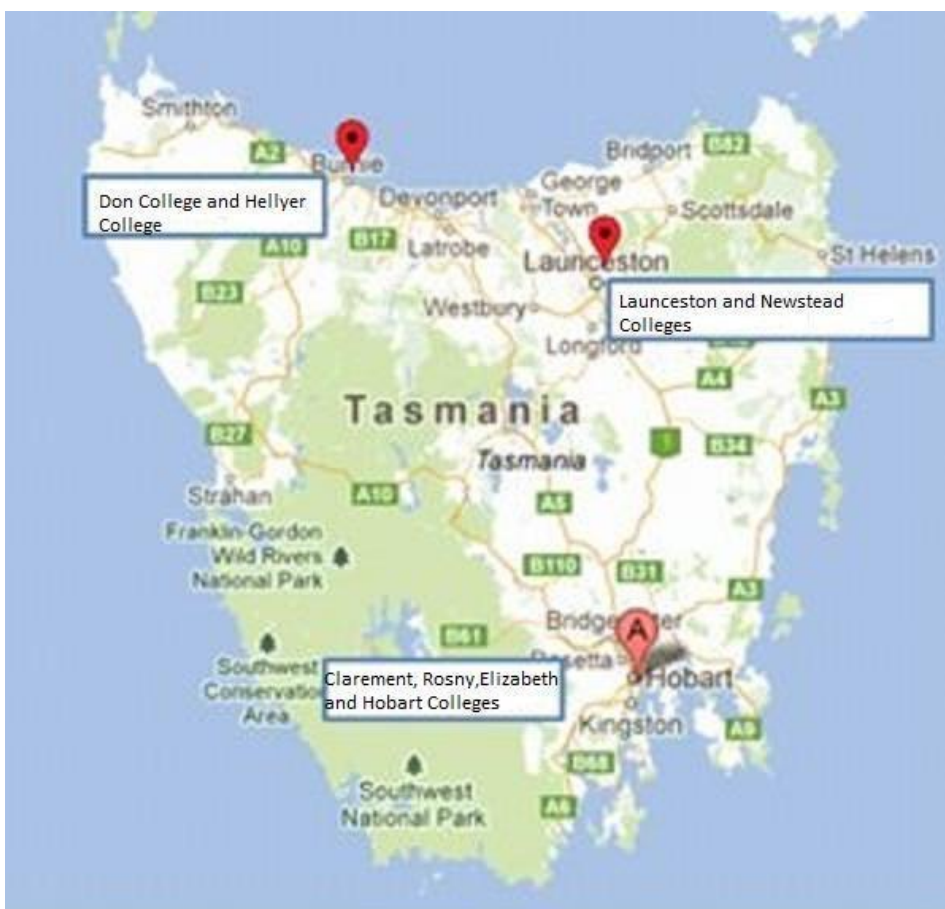 Smithton
A2
Burnie
Bridport
B82
Don College and Hellyer
College
Devonport
George
Town
Scottsdale
A10
B17
Latrobe
Launceston
St Helens
B23
Westbury
Launceston and Newstead
Colleges
Longford
A4
A3
Tasmania
B27
1
B34
Tasmania
Strahan
A10
A5
Franklin-Gordon
Wild Rivers
National Park
B110
B31
A3
Bridgewater
A
B61
Rosetta
Southwest
Conservation
Area
Clarement, Rosny,Elizabeth
and Hobart Colleges
Hobart
Kingston
A9
B68
Southwest
National Park
A6